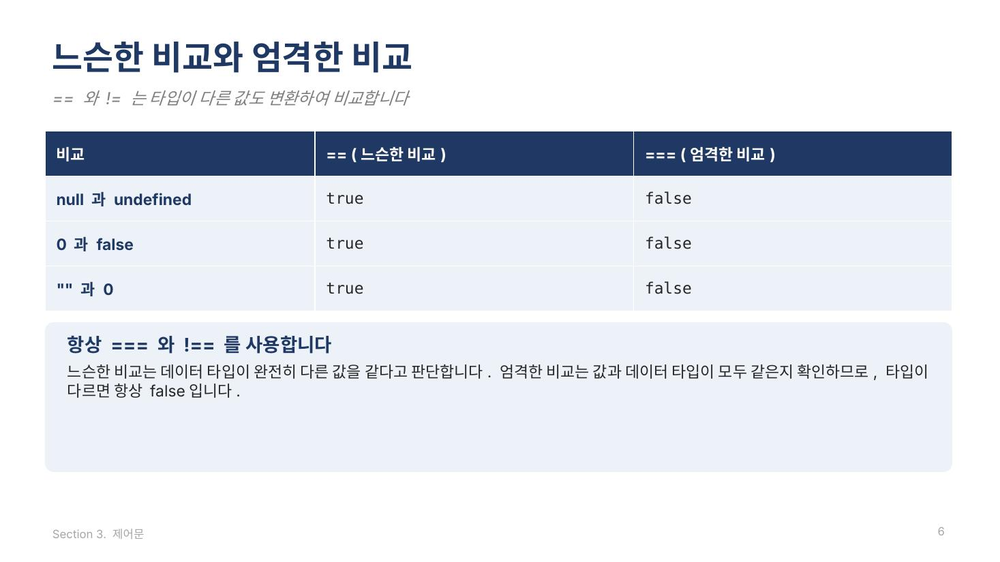 느슨한 비교와 엄격한 비교
== 와 != 는 타입이 다른 값도 변환하여 비교합니다
비교 == ( 느슨한 비교 ) === ( 엄격한 비교 )
null 과 undefined true false
0 과 false true false
"" 과 0 true false
항상 === 와 !== 를 사용합니다
느슨한 비교는 데이터 타입이 완전히 다른 값을 같다고 판단합니다 . 엄격한 비교는 값과 데이터 타입이 모두 같은지 확인하므로 , 타입이
다르면 항상 false 입니다 .
Section 3. 제어문
6